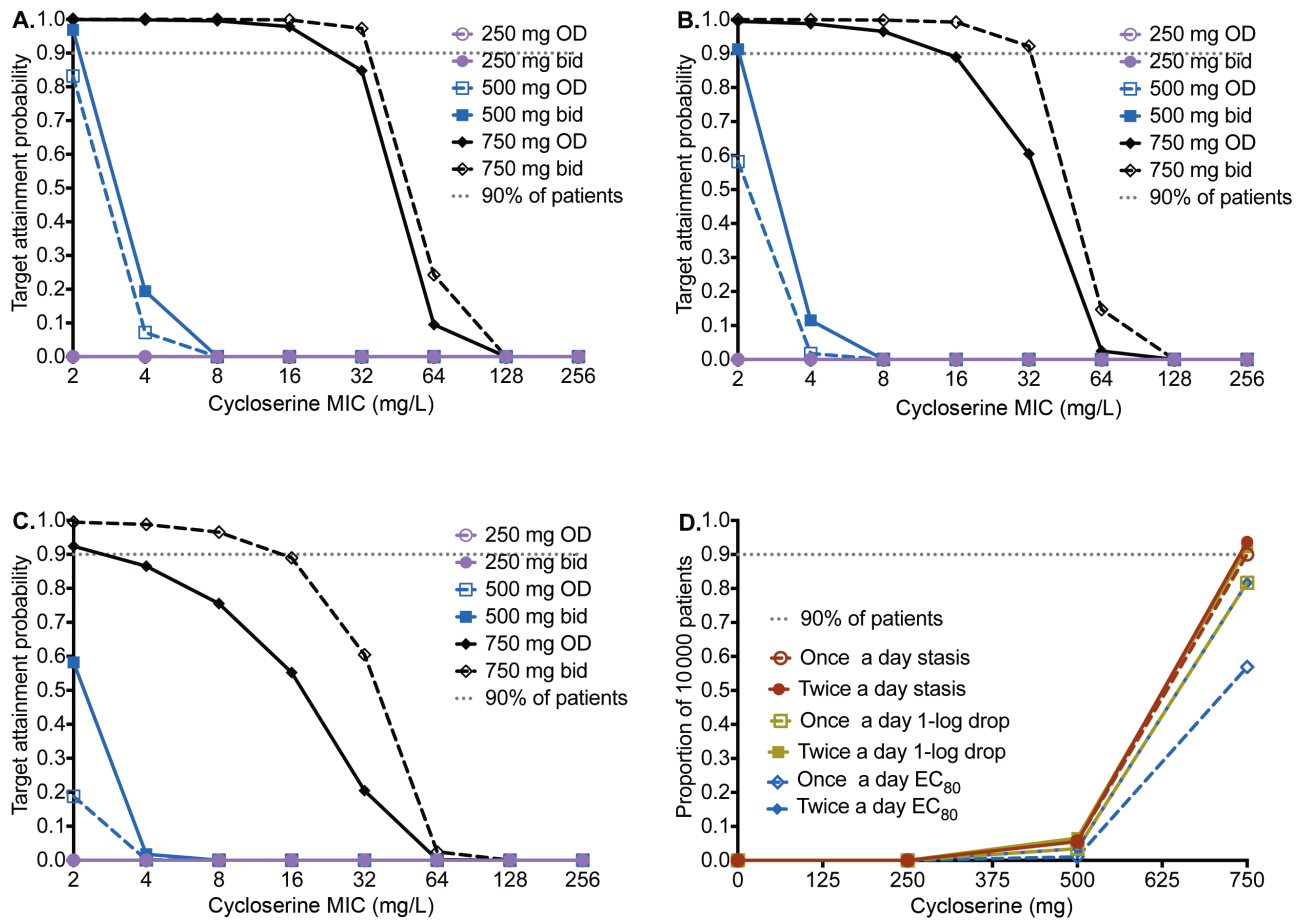 A.
1.0
0.9
0.8
0.7
0.6
0.5
0.4
0.3
0.2
0.1
0.0
Target attainment probability
2 4 8 16 32 64 128 256
Cycloserine MIC (mg/L)
250 mg OD
250 mg bid
500 mg OD
500 mg bid
750 mg OD
750 mg bid
90% of patients
B.
1.0
0.9
0.8
0.7
0.6
0.5
0.4
0.3
0.2
0.1
0.0
Target attainment probability
2 4 8 16 32 64 128 256
Cycloserine MIC (mg/L)
250 mg OD
250 mg bid
500 mg OD
500 mg bid
750 mg OD
750 mg bid
90% of patients
C.
1.0
0.9
0.8
0.7
0.6
0.5
0.4
0.3
0.2
0.1
0.0
Target attainment probability
2 4 8 16 32 64 128 256
Cycloserine MIC (mg/L)
250 mg OD
250 mg bid
500 mg OD
500 mg bid
750 mg OD
750 mg bid
90% of patients
D.
1.0
0.9
0.8
0.7
0.6
0.5
0.4
0.3
0.2
0.1
0.0
Proportion of 10000 patients
90% of patients
Once a day stasis
Twice a day stasis
Once a day 1-log drop
Twice a day 1-log drop
Once a day EC80
Twice a day EC80
0 125 250 375 500 625 750
Cycloserine (mg)